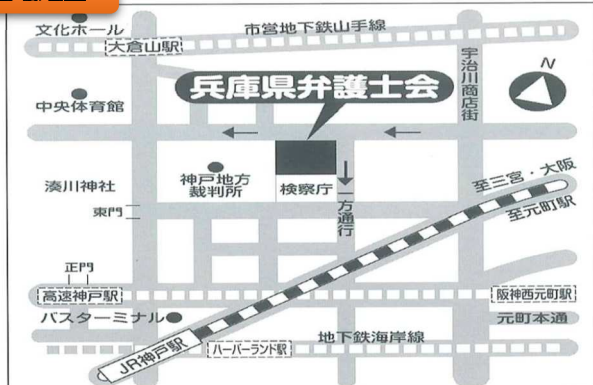 文化ホール
市営地下鉄山手線
大倉山駅
宇治川商店街
N
兵庫県弁護士会
中央体育館
神戸地方
裁判所
検察庁
一方通行
湊川神社
東門
至三宮・大阪
至元町駅
正門
高速神戸駅
阪神西元町駅
バスターミナル
元町本通
地下鉄海岸線
JR神戸駅
ハーバーランド駅